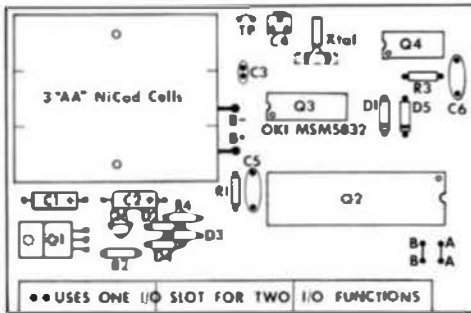 TP
C4
Xtal
Q4
C3
R3
3 "AA" NiCad Cells
Q3
D1
D5
C6
B-
OKI MSM5832
B+
C5
C1
C2
R1
Q2
R4
D3
Q1
R2
B A
B A
●● USES ONE I/O SLOT FOR TWO I/O FUNCTIONS